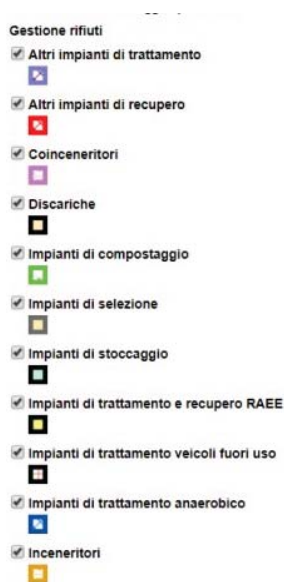 Gestione rifiuti
Altri impianti di trattamento
Altri impianti di recupero
Coinceneritori
Discariche
Impianti di compostaggio
Impianti di selezione
Impianti di stoccaggio
Impianti di trattamento e recupero RAEE
Impianti di trattamento veicoli fuori uso
Impianti di trattamento anaerobico
Inceneritori